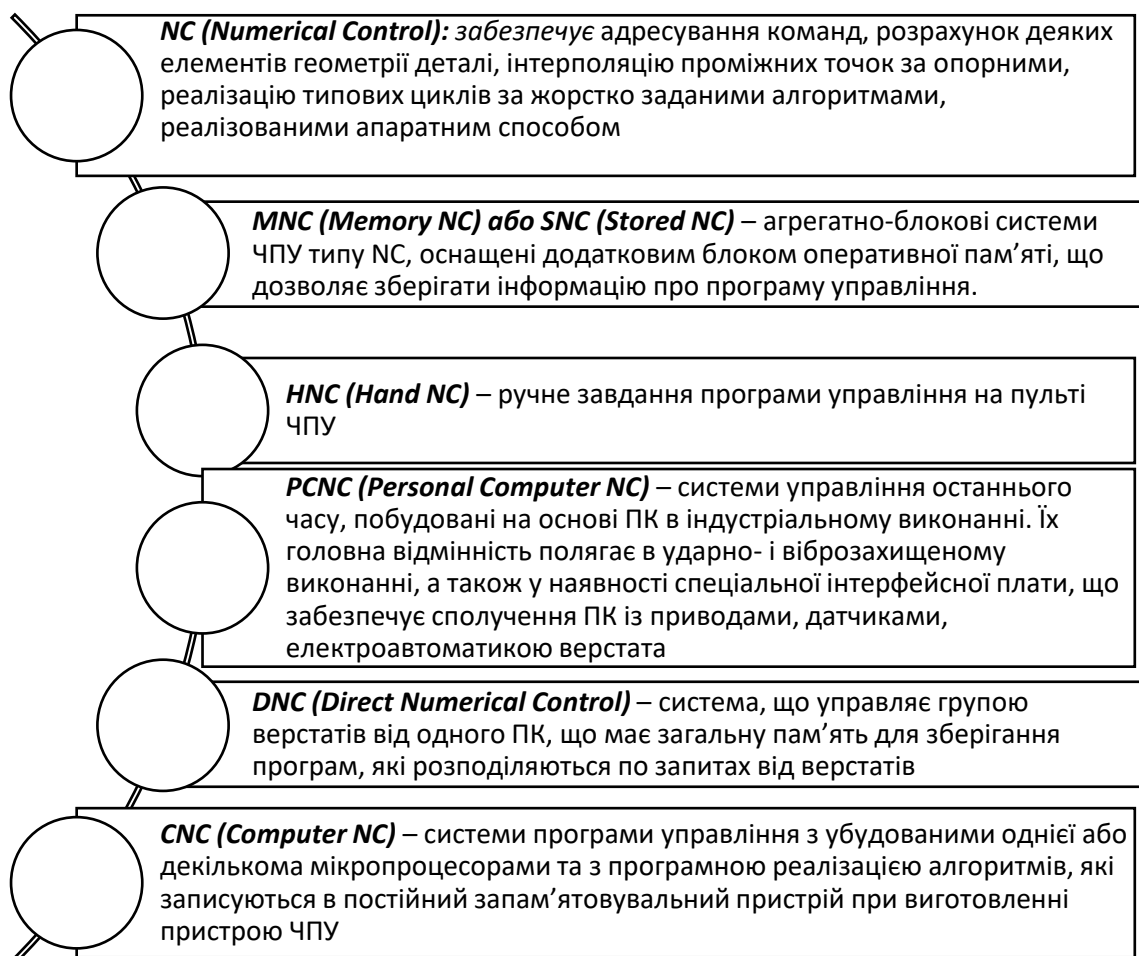 NC (Numerical Control): забезпечує адресування команд, розрахунок деяких
елементів геометрії деталі, інтерполяцію проміжних точок за опорними,
реалізацію типових циклів за жорстко заданими алгоритмами,
реалізованими апаратним способом
MNC (Memory NC) або SNC (Stored NC) – агрегатно-блокові системи
ЧПУ типу NC, оснащені додатковим блоком оперативної пам’яті, що
дозволяє зберігати інформацію про програму управління.
HNC (Hand NC) – ручне завдання програми управління на пульті
ЧПУ
PCNC (Personal Computer NC) – системи управління останнього
часу, побудовані на основі ПК в індустріальному виконанні. Їх
головна відмінність полягає в ударно- і віброзахищеному
виконанні, а також у наявності спеціальної інтерфейсної плати, що
забезпечує сполучення ПК із приводами, датчиками,
електроавтоматикою верстата
DNC (Direct Numerical Control) – система, що управляє групою
верстатів від одного ПК, що має загальну пам’ять для зберігання
програм, які розподіляються по запитах від верстатів
CNC (Computer NC) – системи програми управління з убудованими однієї або
декількома мікропроцесорами та з програмною реалізацією алгоритмів, які
записуються в постійний запам’ятовувальний пристрій при виготовленні
пристрою ЧПУ